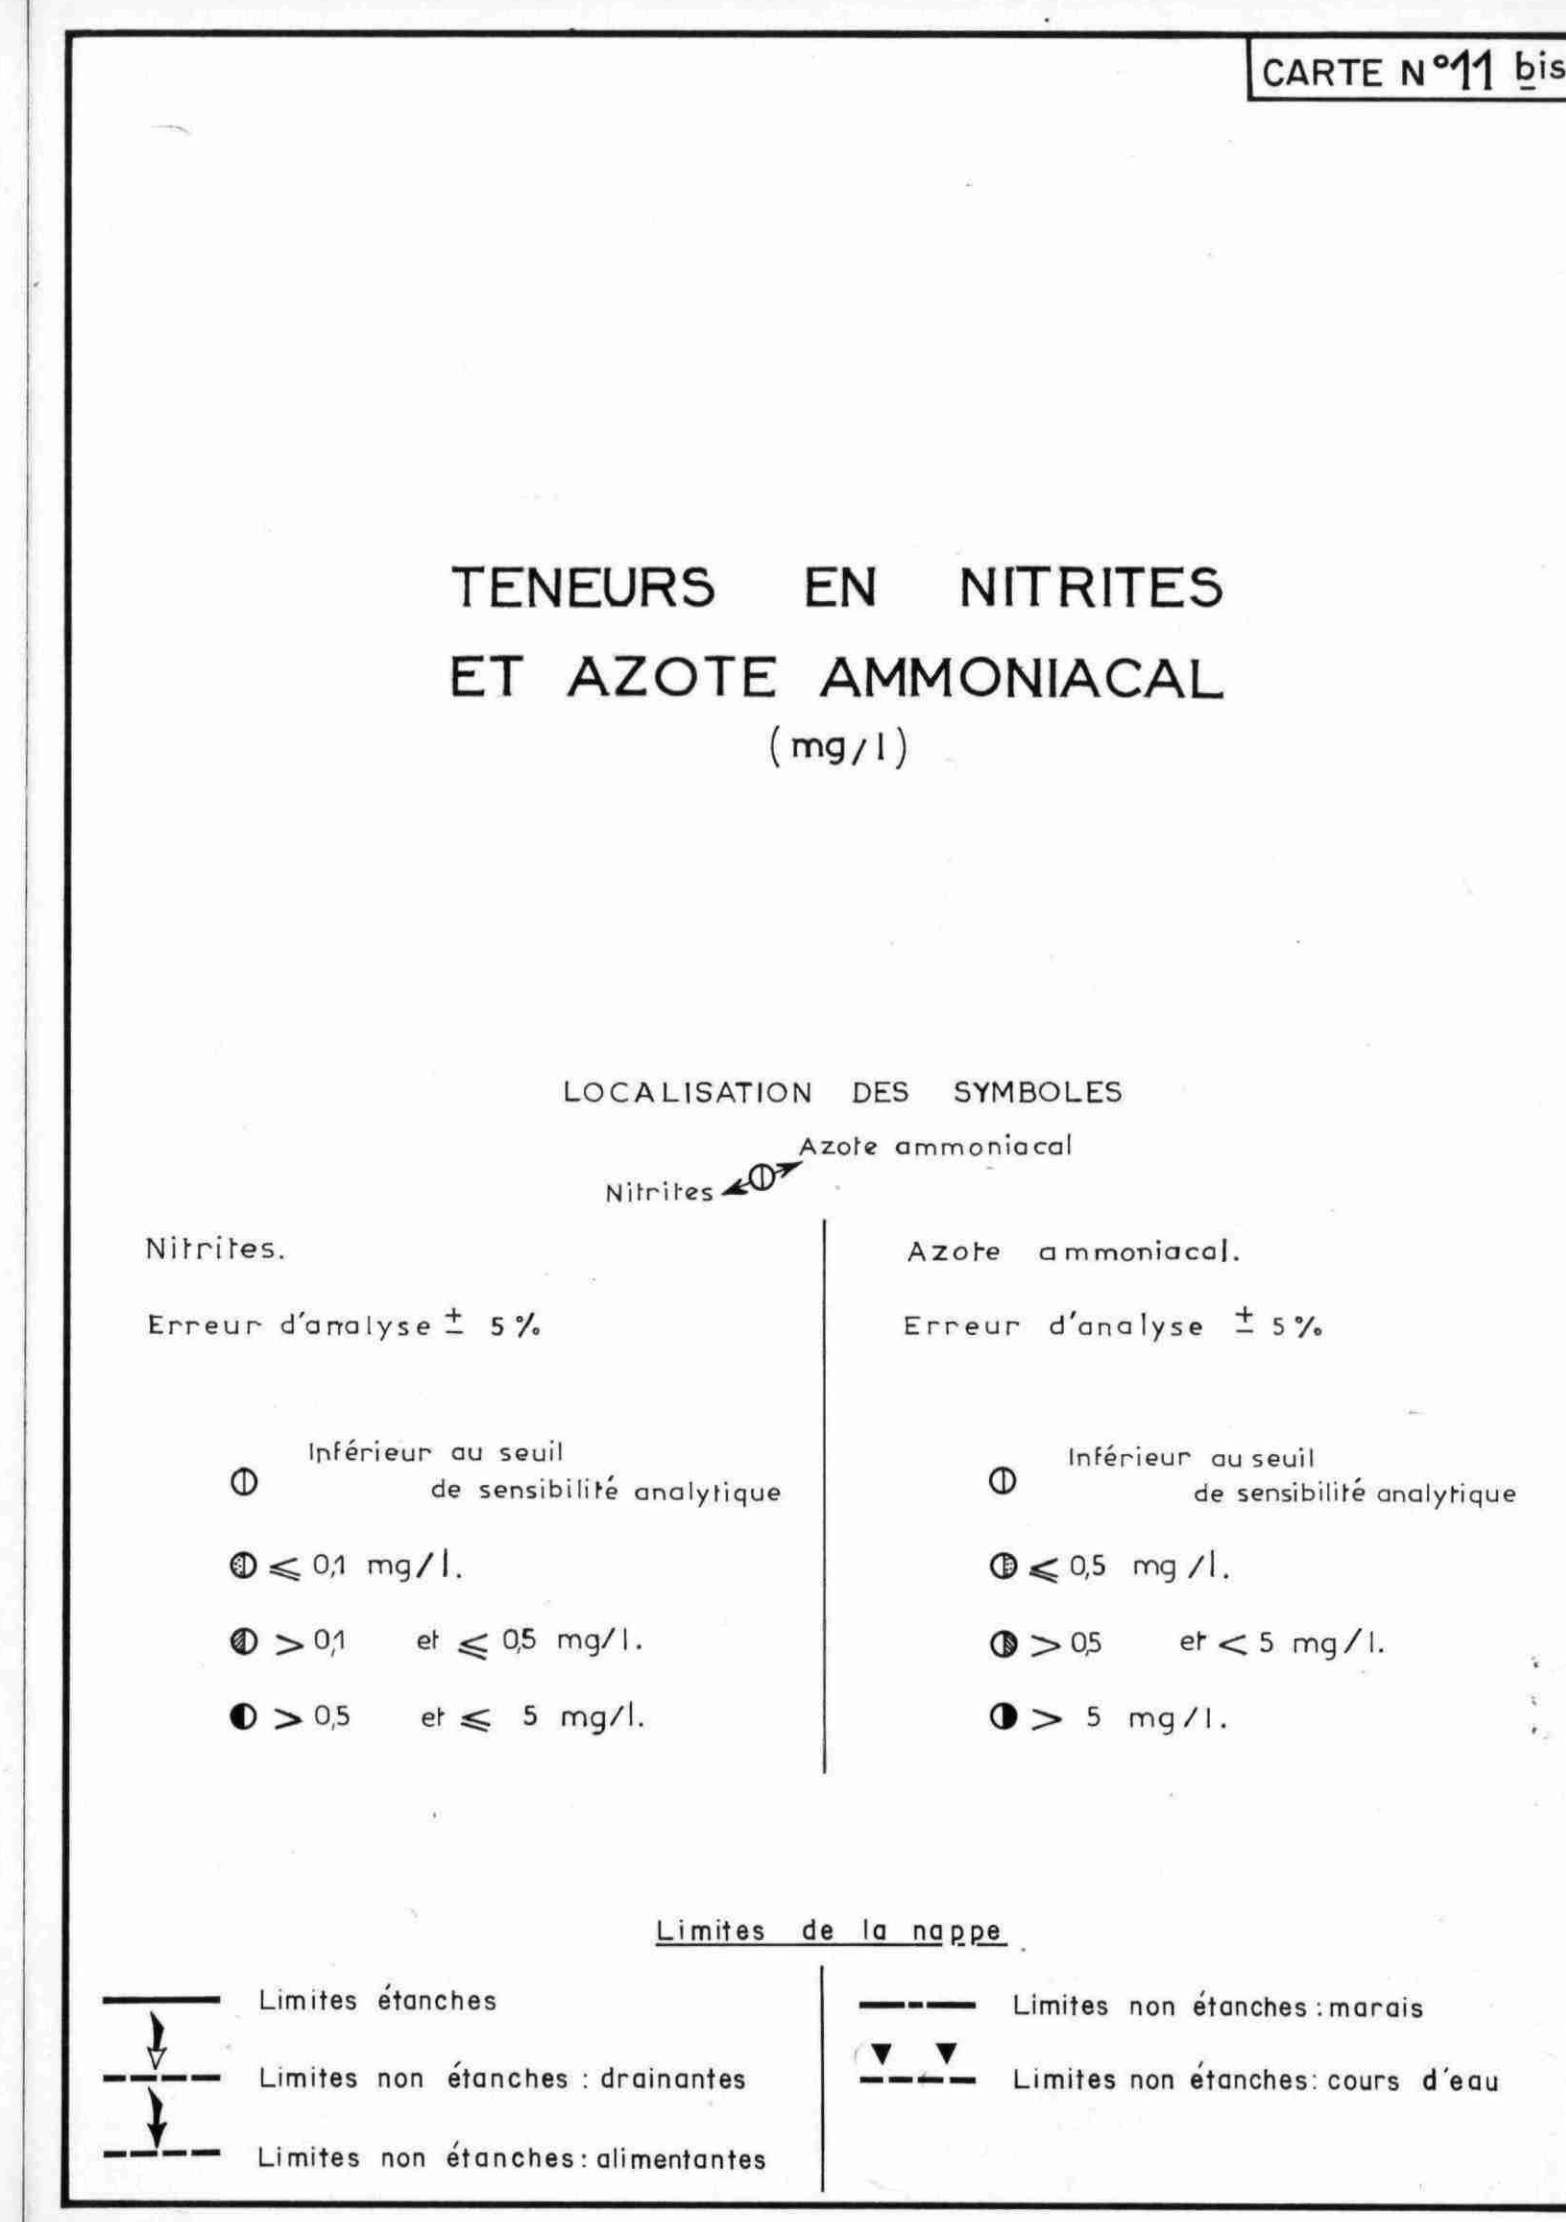 CARTE N°11 bis
TENEURS EN NITRITES
ET AZOTE AMMONIACAL
(mg/l)
LOCALISATION DES SYMBOLES
Azote ammoniacal
Nitrites
Nitrites.
Erreur d'analyse ± 5%
Inférieur au seuil
de sensibilité analytique
⩽ 0,1 mg/l.
> 0,1 et ⩽ 0,5 mg/l.
> 0,5 et ⩽ 5 mg/l.
Azote ammoniacal.
Erreur d'analyse ± 5%
Inférieur au seuil
de sensibilité analytique
⩽ 0,5 mg/l.
> 0,5 et < 5 mg/l.
> 5 mg/l.
Limites de la nappe
Limites étanches
Limites non étanches : drainantes
Limites non étanches : alimentantes
Limites non étanches : marais
Limites non étanches : cours d'eau